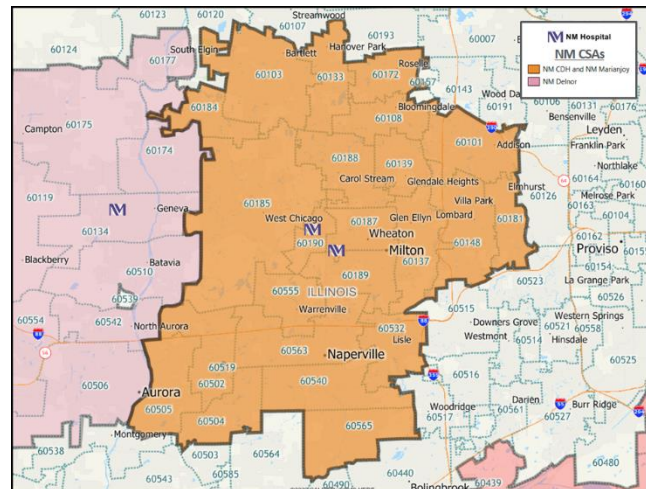 60123
60120
60107
Streamwood
60193
60124
60177
South Elgin
Bartlett
Hanover Park
60007
60103
60133
60172
Roselle
60157
60143
Wood Da
60191
60106
60131
60176
Bensenville
Leyden
Franklin Park
Northlake
60184
Bloomingdale
60108
60101
Addison
Campton
60175
60174
60188
60139
Carol Stream
Glendale Heights
Elmhurst
60126
60164
60160
Melrose Park
60163
60104
60119
60185
Villa Park
60181
Geneva
West Chicago
60187
Glen Ellyn
Lombard
60134
60190
Wheaton
60148
60162
Proviso
Milton
60154
La Grange Park
Blackberry
Batavia
60510
60189
60137
60523
60526
60539
60555
ILLINOIS
Warrenville
60515
Western Springs
60554
60542
North Aurora
60532
Lisle
Downers Grove
60521
60558
Westmont
60514
Hinsdale
88
60563
Naperville
60525
60519
60516
60506
60502
60540
Aurora
Darien
Woodridge
60561
Burr Ridge
60505
60517
60527
60504
60565
Montgomery
60538
60503
60564
60480
60543
60585
60440
60490
Bolingbrook
60439
NM Hospital
NM CSAs
NM CDH and NM Marianjoy
NM Delnor